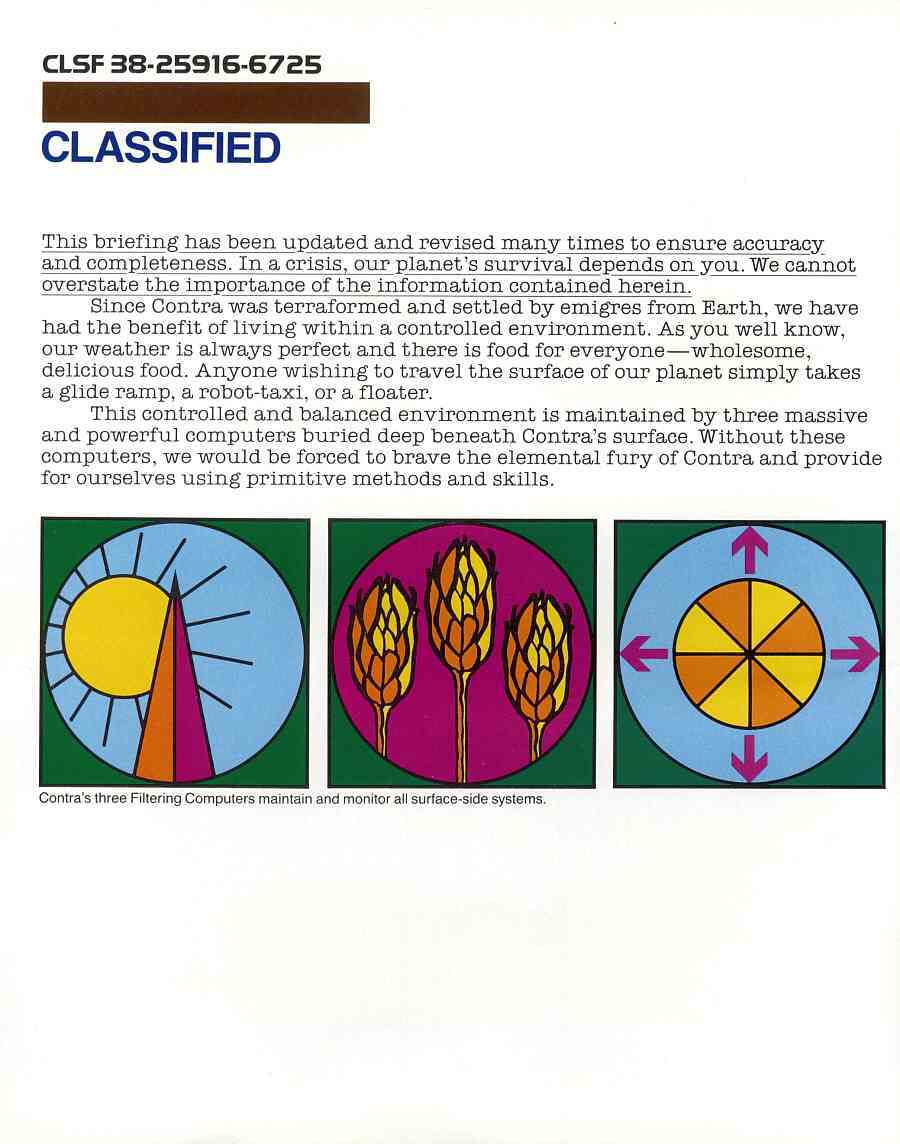 CLSF 38-25916-6725
CLASSIFIED
This briefing has been updated and revised many times to ensure accuracy
and completeness. In a crisis, our planet's survival depends on you. We cannot
overstate the importance of the information contained herein.
Since Contra was terraformed and settled by emigres from Earth, we have
had the benefit of living within a controlled environment. As you well know,
our weather is always perfect and there is food for everyone—wholesome,
delicious food. Anyone wishing to travel the surface of our planet simply takes
a glide ramp, a robot-taxi, or a floater.
This controlled and balanced environment is maintained by three massive
and powerful computers buried deep beneath Contra's surface. Without these
computers, we would be forced to brave the elemental fury of Contra and provide
for ourselves using primitive methods and skills.
Contra's three Filtering Computers maintain and monitor all surface-side systems.